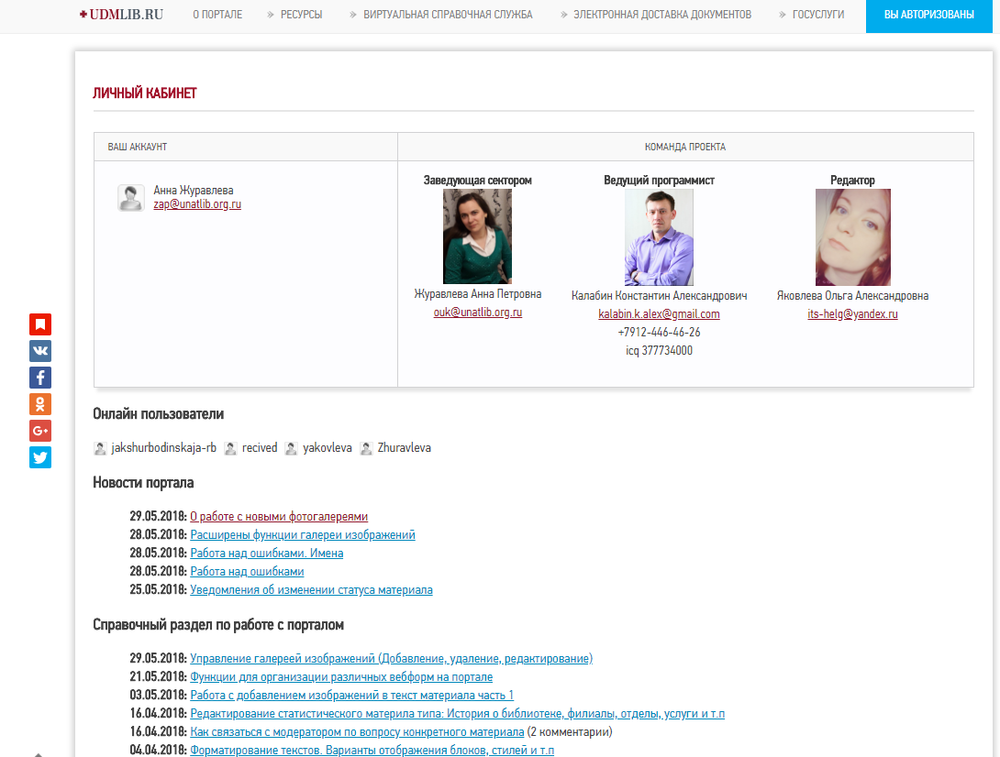 UDMLIB.RU О ПОРТАЛЕ РЕСУРСЫ ВИРТУАЛЬНАЯ СПРАВОЧНАЯ СЛУЖБА ЭЛЕКТРОННАЯ ДОСТАВКА ДОКУМЕНТОВ ГОСУСЛУГИ ВЫ АВТОРИЗОВАНЫ
ЛИЧНЫЙ КАБИНЕТ
ВАШ АККАУНТ КОМАНДА ПРОЕКТА
Анна Журавлева
zap@unatlib.org.ru
Заведующая сектором Ведущий программист Редактор
Журавлева Анна Петровна
ouk@unatlib.org.ru
Калабин Константин Александрович
kalabin.k.alex@gmail.com
+7912-446-46-26
icq 377734000
Яковлева Ольга Александровна
its-helg@yandex.ru
Онлайн пользователи
jakshurbodinskaja-rb recived yakovleva Zhuravleva
Новости портала
29.05.2018: О работе с новыми фотогалереями
28.05.2018: Расширены функции галереи изображений
28.05.2018: Работа над ошибками. Имена
28.05.2018: Работа над ошибками
25.05.2018: Уведомления об изменении статуса материала
Справочный раздел по работе с порталом
29.05.2018: Управление галереей изображений (Добавление, удаление, редактирование)
21.05.2018: Функции для организации различных вебформ на портале
03.05.2018: Работа с добавлением изображений в текст материала часть 1
16.04.2018: Редактирование статистического материла типа: История о библиотеке, филиалы, отделы, услуги и т.п
16.04.2018: Как связаться с модератором по вопросу конкретного материала (2 комментарии)
04.04.2018: Форматирование текстов. Варианты отображения блоков, стилей и т.п